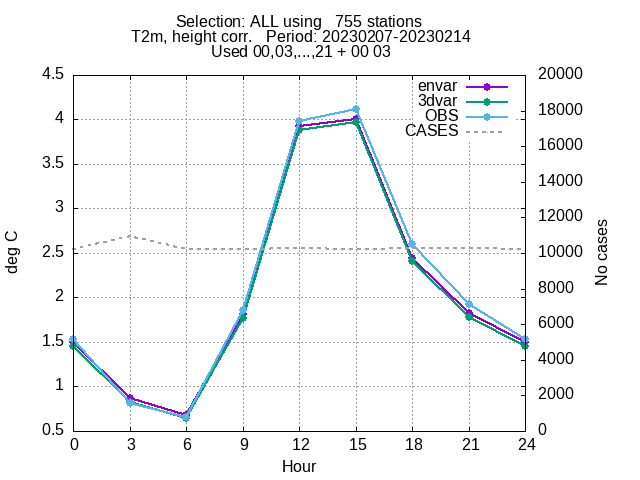 Selection: ALL using   755 stations
T2m, height corr.   Period: 20230207-20230214
Used 00,03,...,21 + 00 03
envar
3dvar
OBS
CASES
4.5
4
3.5
3
2.5
2
1.5
1
0.5
deg C
20000
18000
16000
14000
12000
10000
8000
6000
4000
2000
0
No cases
0 3 6 9 12 15 18 21 24
Hour